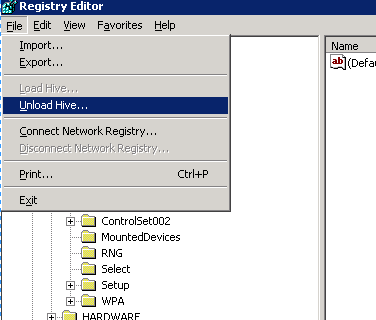 Registry Editor
File Edit View Favorites Help
Import...
Export...
Load Hive...
Unload Hive...
Connect Network Registry...
Disconnect Network Registry...
Print... Ctrl+P
Exit
Name
ab (Defa
ControlSet002
MountedDevices
RNG
Select
Setup
WPA
HARDWARE